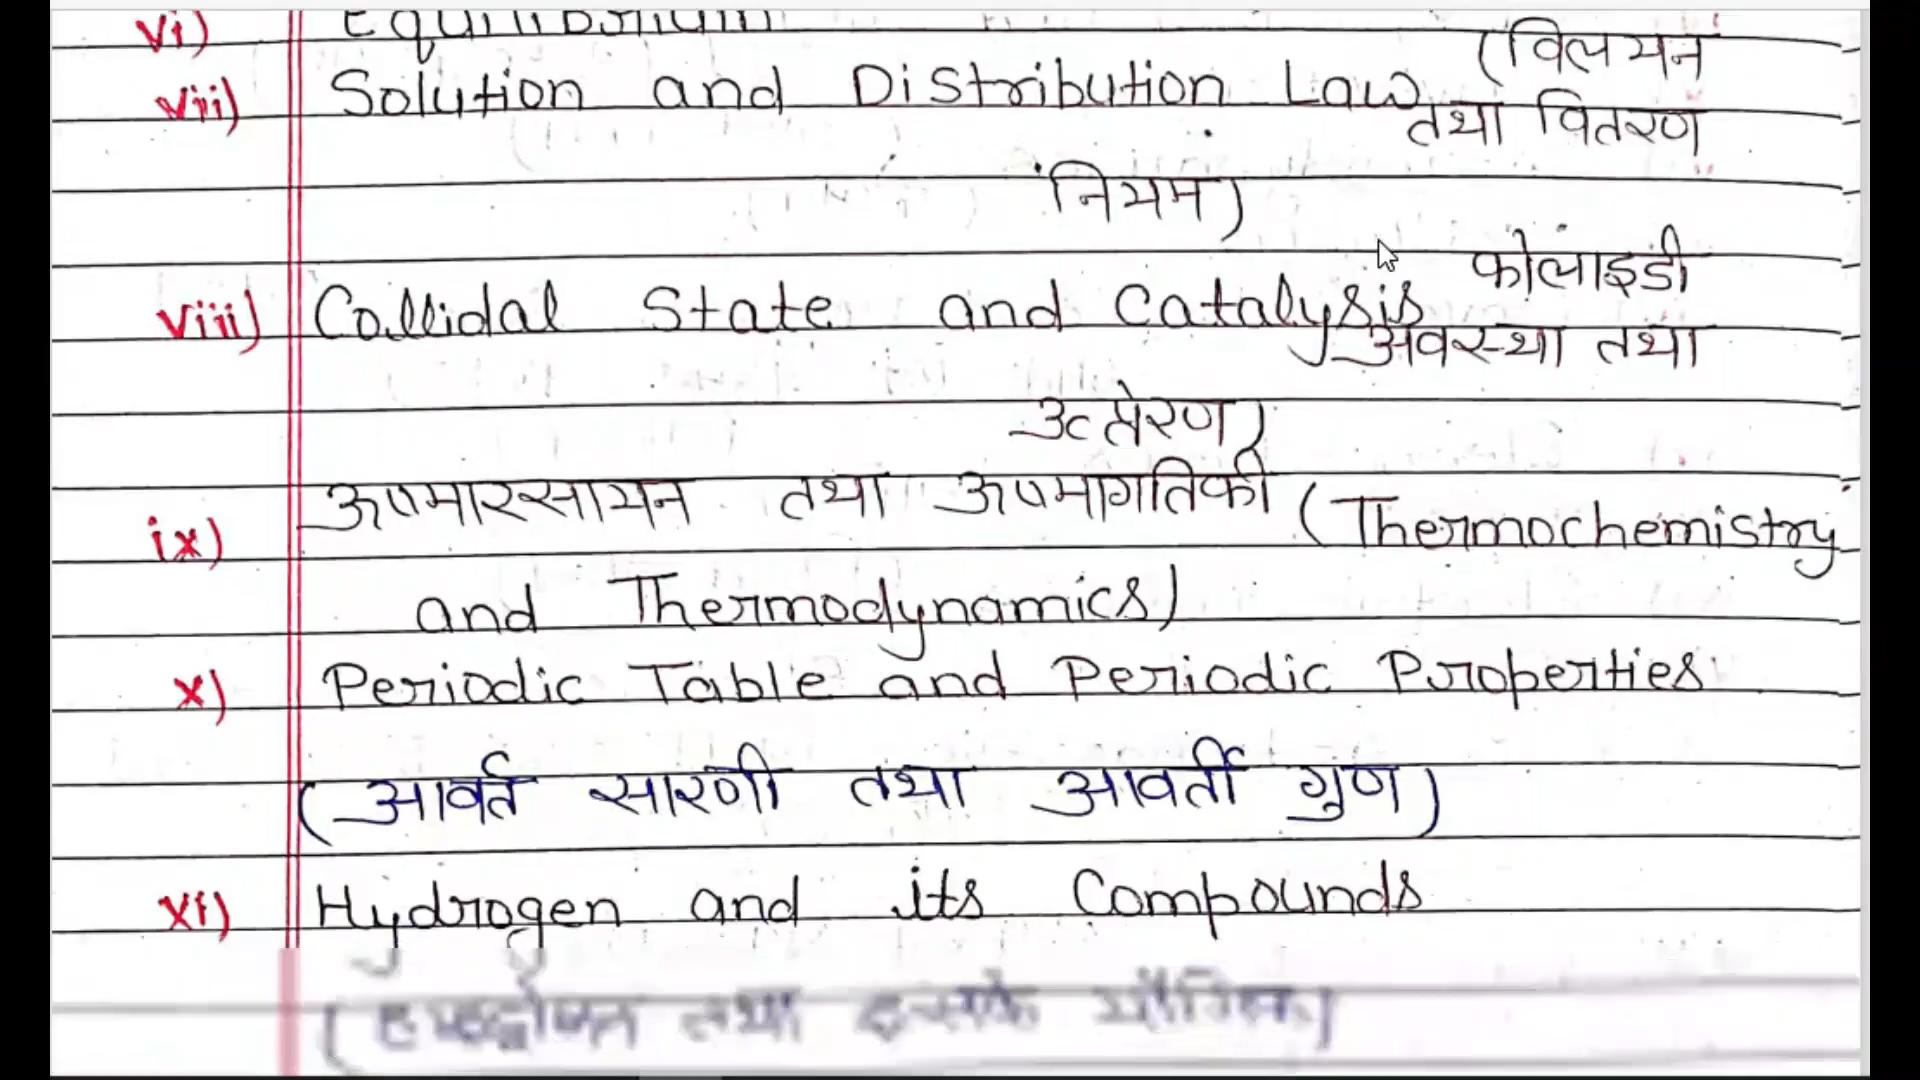 vi) Equilibrium
vii) Solution and Distribution Law (विलयन
तथा वितरण
नियम)
viii) Collidal State and Catalysis कोलाइडी
अवस्था तथा
उत्प्रेरण)
ix) ऊष्मारसायन तथा ऊष्मागतिकी (Thermochemistry
and Thermodynamics)
x) Periodic Table and Periodic Properties
(आवर्त सारणी तथा आवर्ती गुण)
xi) Hydrogen and its Compounds
(हाइड्रोजन तथा इसके यौगिक)